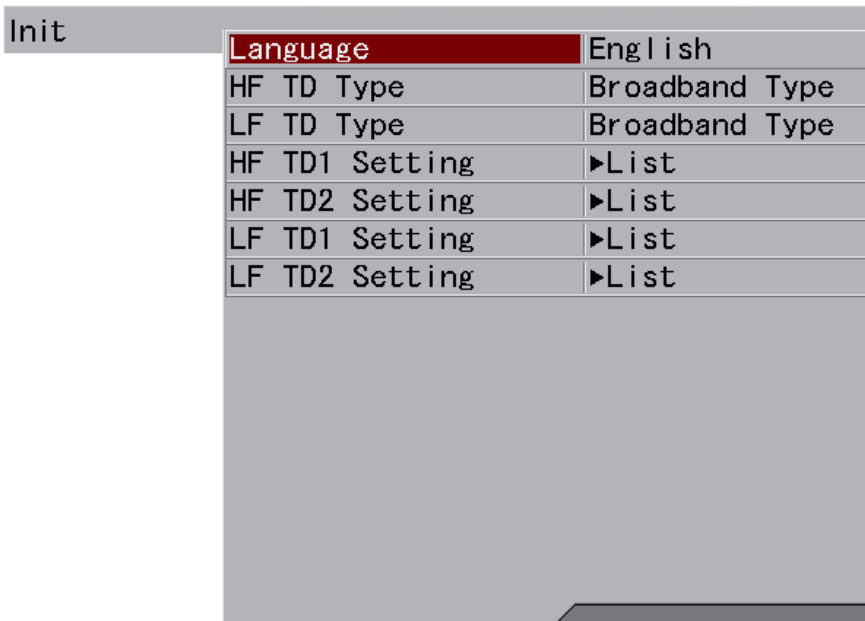 Init
Language English
HF TD Type Broadband Type
LF TD Type Broadband Type
HF TD1 Setting ▶List
HF TD2 Setting ▶List
LF TD1 Setting ▶List
LF TD2 Setting ▶List